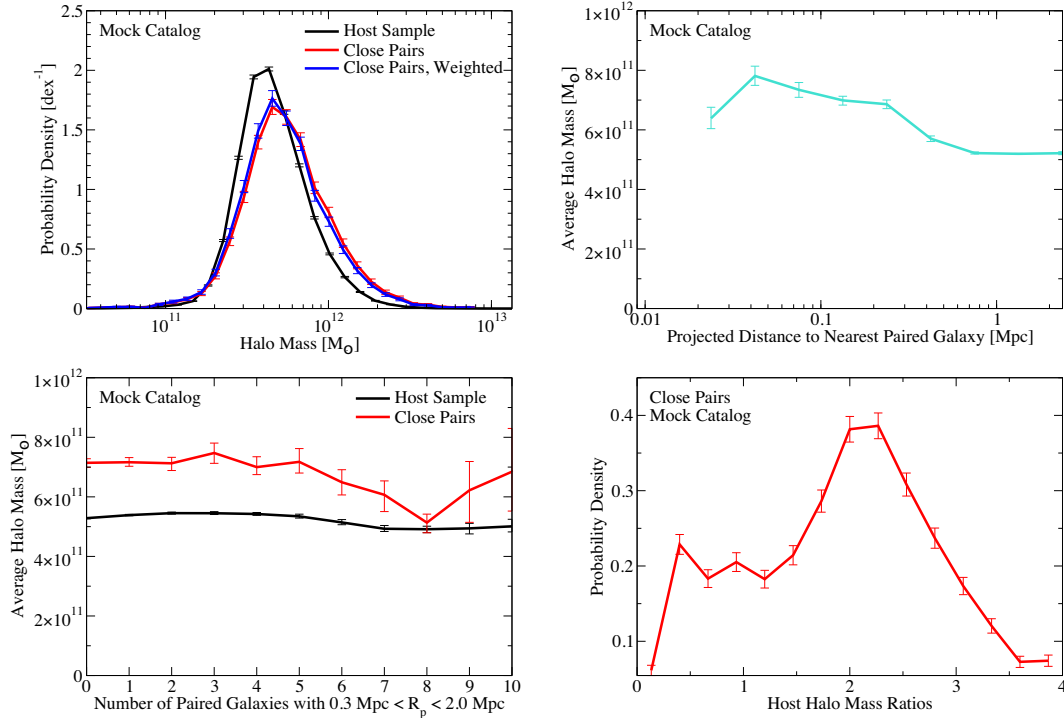 Mock Catalog
Host Sample
Close Pairs
Close Pairs, Weighted
2.5
2
1.5
1
0.5
0
Probability Density [dex⁻¹]
10¹¹
10¹²
10¹³
Halo Mass [M⊙]
Mock Catalog
1×10¹²
8×10¹¹
6×10¹¹
4×10¹¹
2×10¹¹
0
Average Halo Mass [M⊙]
0.01
0.1
1
Projected Distance to Nearest Paired Galaxy [Mpc]
Mock Catalog
Host Sample
Close Pairs
1×10¹²
8×10¹¹
6×10¹¹
4×10¹¹
2×10¹¹
0
Average Halo Mass [M⊙]
0 1 2 3 4 5 6 7 8 9 10
Number of Paired Galaxies with 0.3 Mpc < Rₚ < 2.0 Mpc
Close Pairs
Mock Catalog
0.4
0.3
0.2
0.1
Probability Density
0 1 2 3 4
Host Halo Mass Ratios